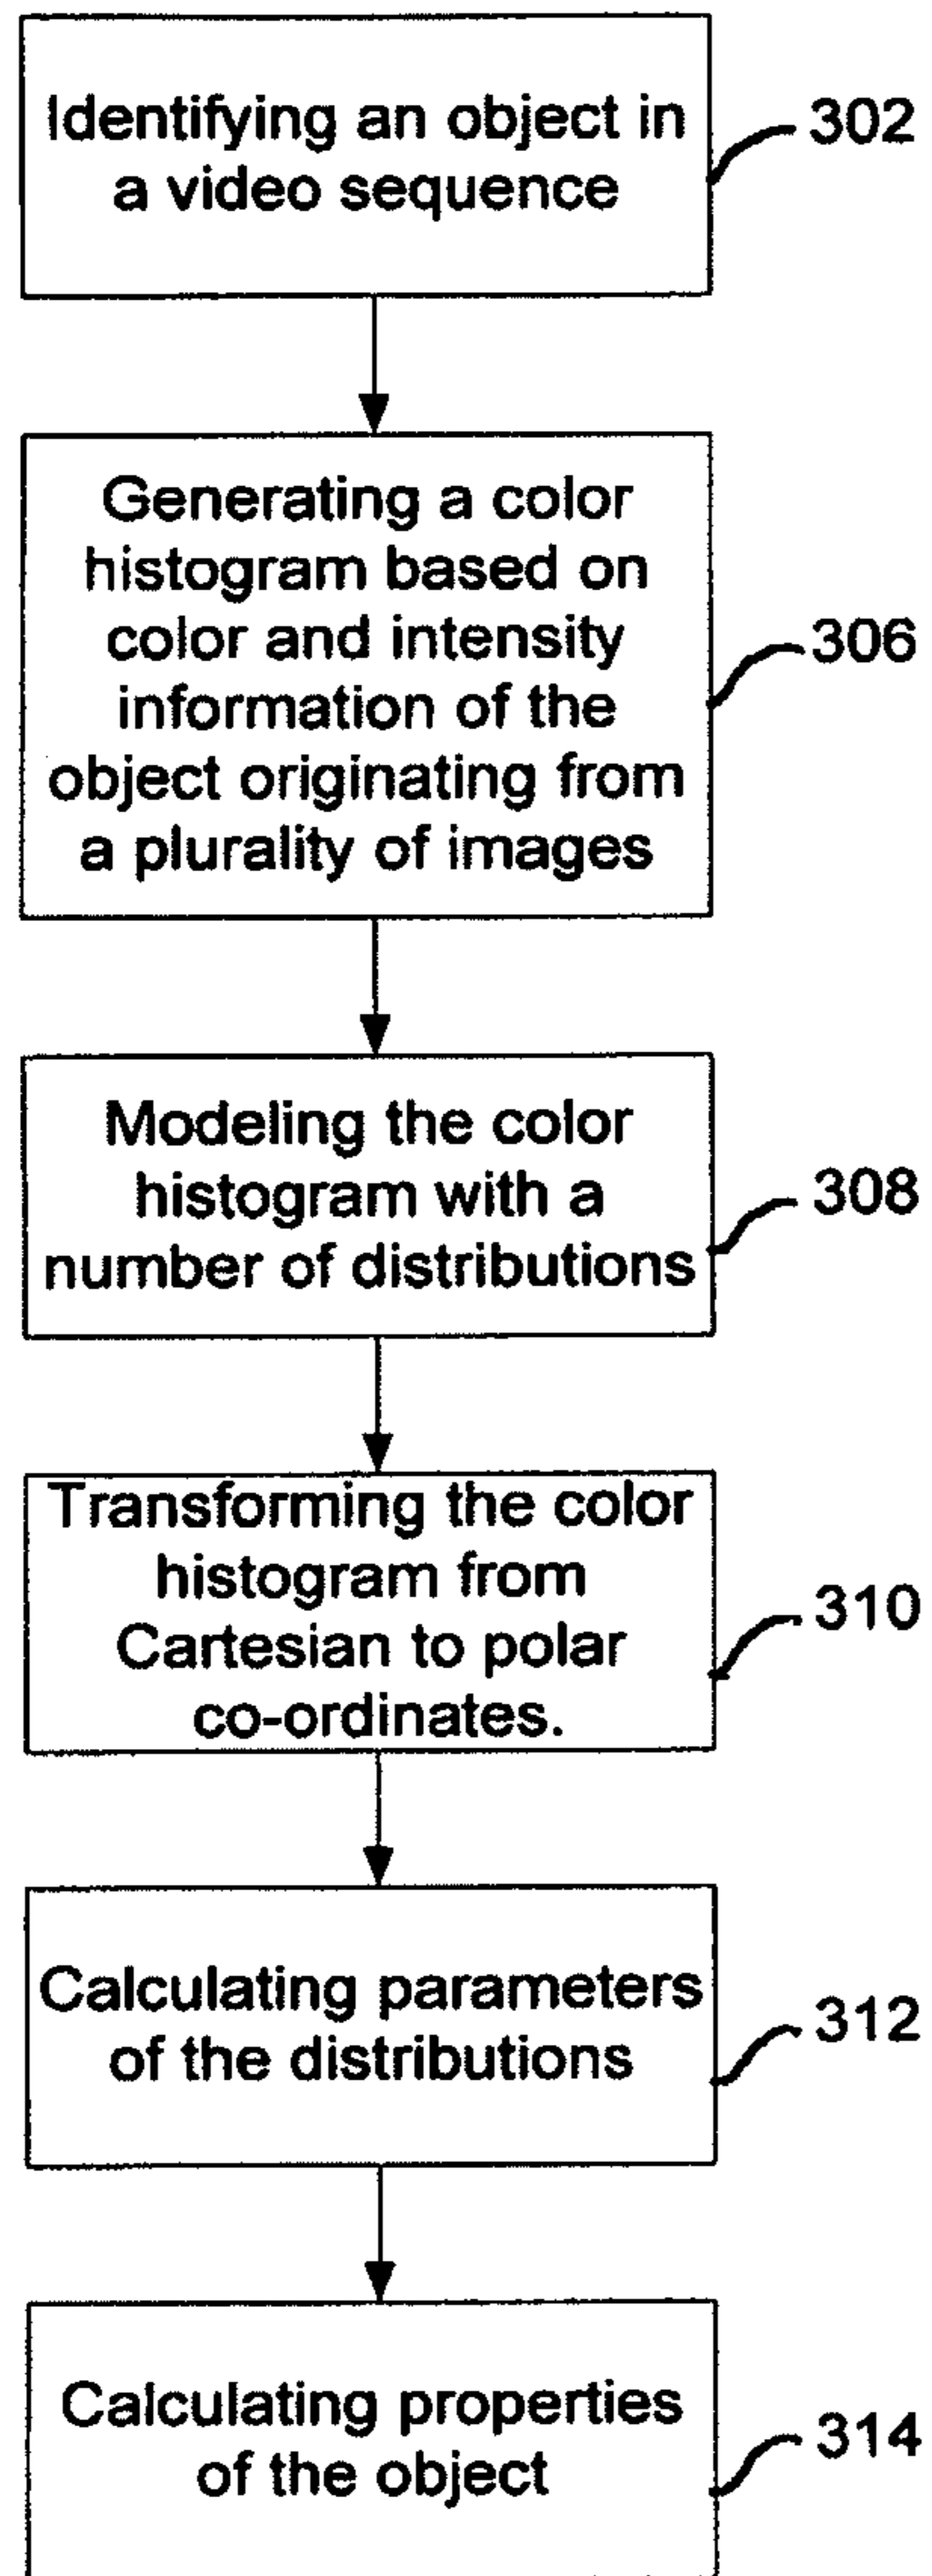 Identifying an object in
a video sequence
302
Generating a color
histogram based on
color and intensity
information of the
object originating from
a plurality of images
306
Modeling the color
histogram with a
number of distributions
308
Transforming the color
histogram from
Cartesian to polar
co-ordinates.
310
Calculating parameters
of the distributions
312
Calculating properties
of the object
314